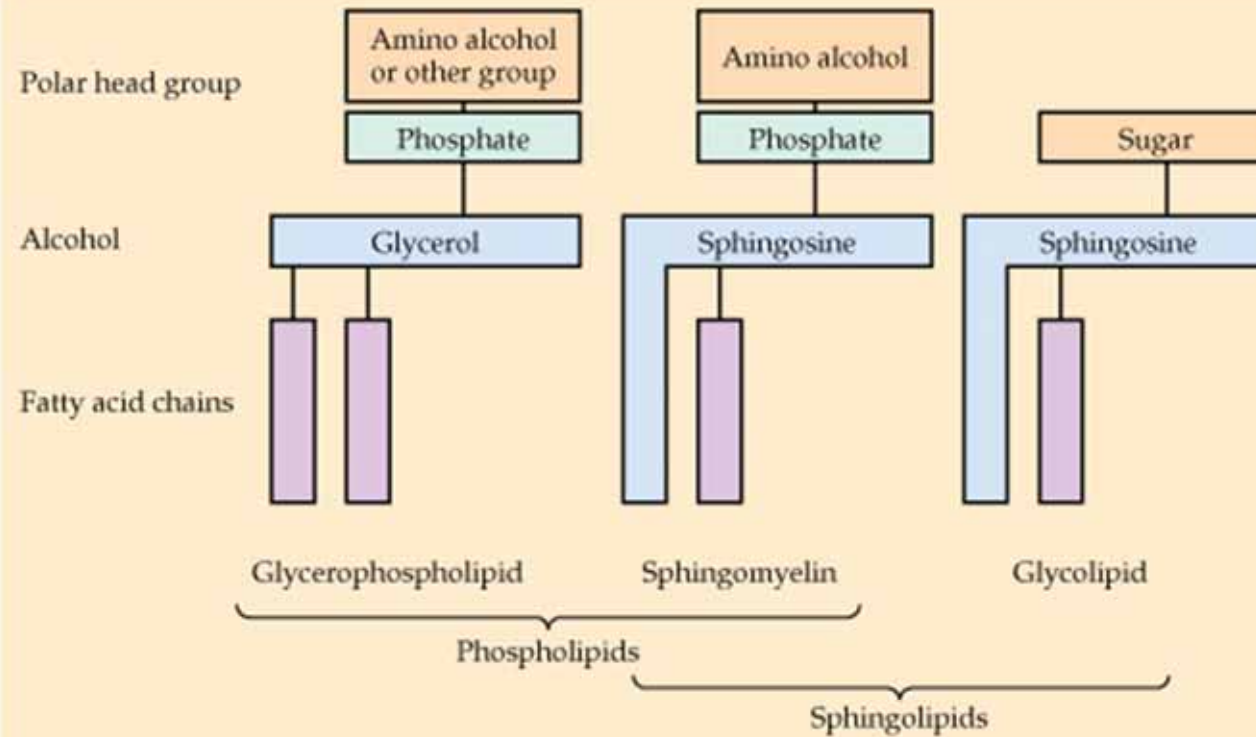 Polar head group
Amino alcohol
or other group
Amino alcohol
Phosphate
Phosphate
Sugar
Alcohol
Glycerol
Sphingosine
Sphingosine
Fatty acid chains
Glycerophospholipid
Sphingomyelin
Glycolipid
Phospholipids
Sphingolipids